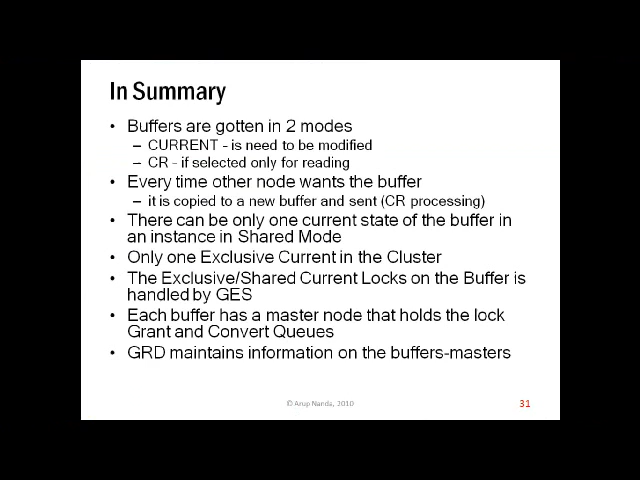 In Summary
• Buffers are gotten in 2 modes
– CURRENT - is need to be modified
– CR - if selected only for reading
• Every time other node wants the buffer
– it is copied to a new buffer and sent (CR processing)
• There can be only one current state of the buffer in
an instance in Shared Mode
• Only one Exclusive Current in the Cluster
• The Exclusive/Shared Current Locks on the Buffer is
handled by GES
• Each buffer has a master node that holds the lock
Grant and Convert Queues
• GRD maintains information on the buffers-masters
© Arup Nanda, 2010
31